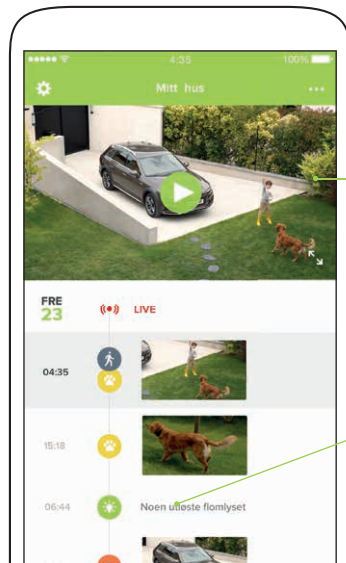 4:35 100%
Mitt hus
FRE
23
LIVE
04:35
15:18
06:44 Noen utløste flomlyset